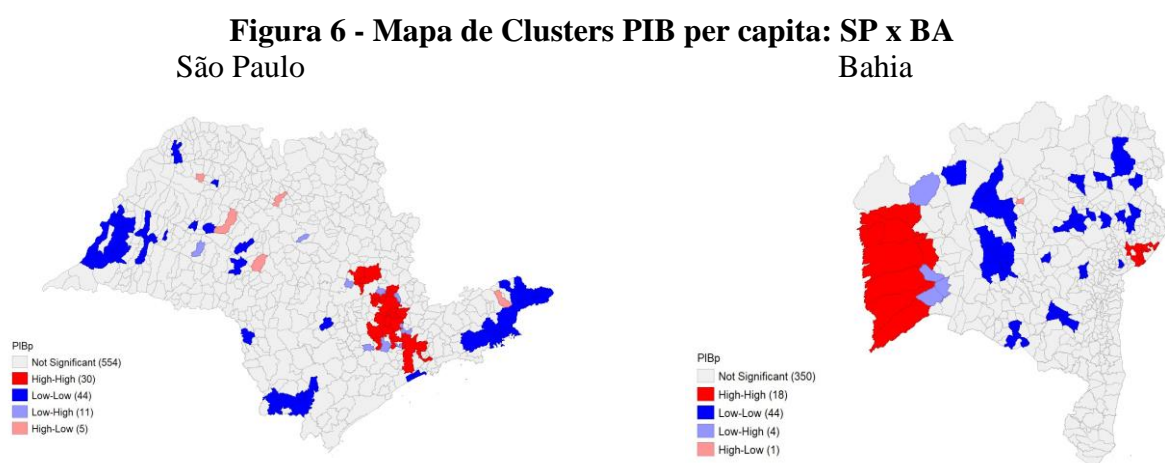 Figura 6 - Mapa de Clusters PIB per capita: SP x BA
São Paulo
Bahia
PIBp
Not Significant (554)
High-High (30)
Low-Low (44)
Low-High (11)
High-Low (5)
PIBp
Not Significant (350)
High-High (18)
Low-Low (44)
Low-High (4)
High-Low (1)